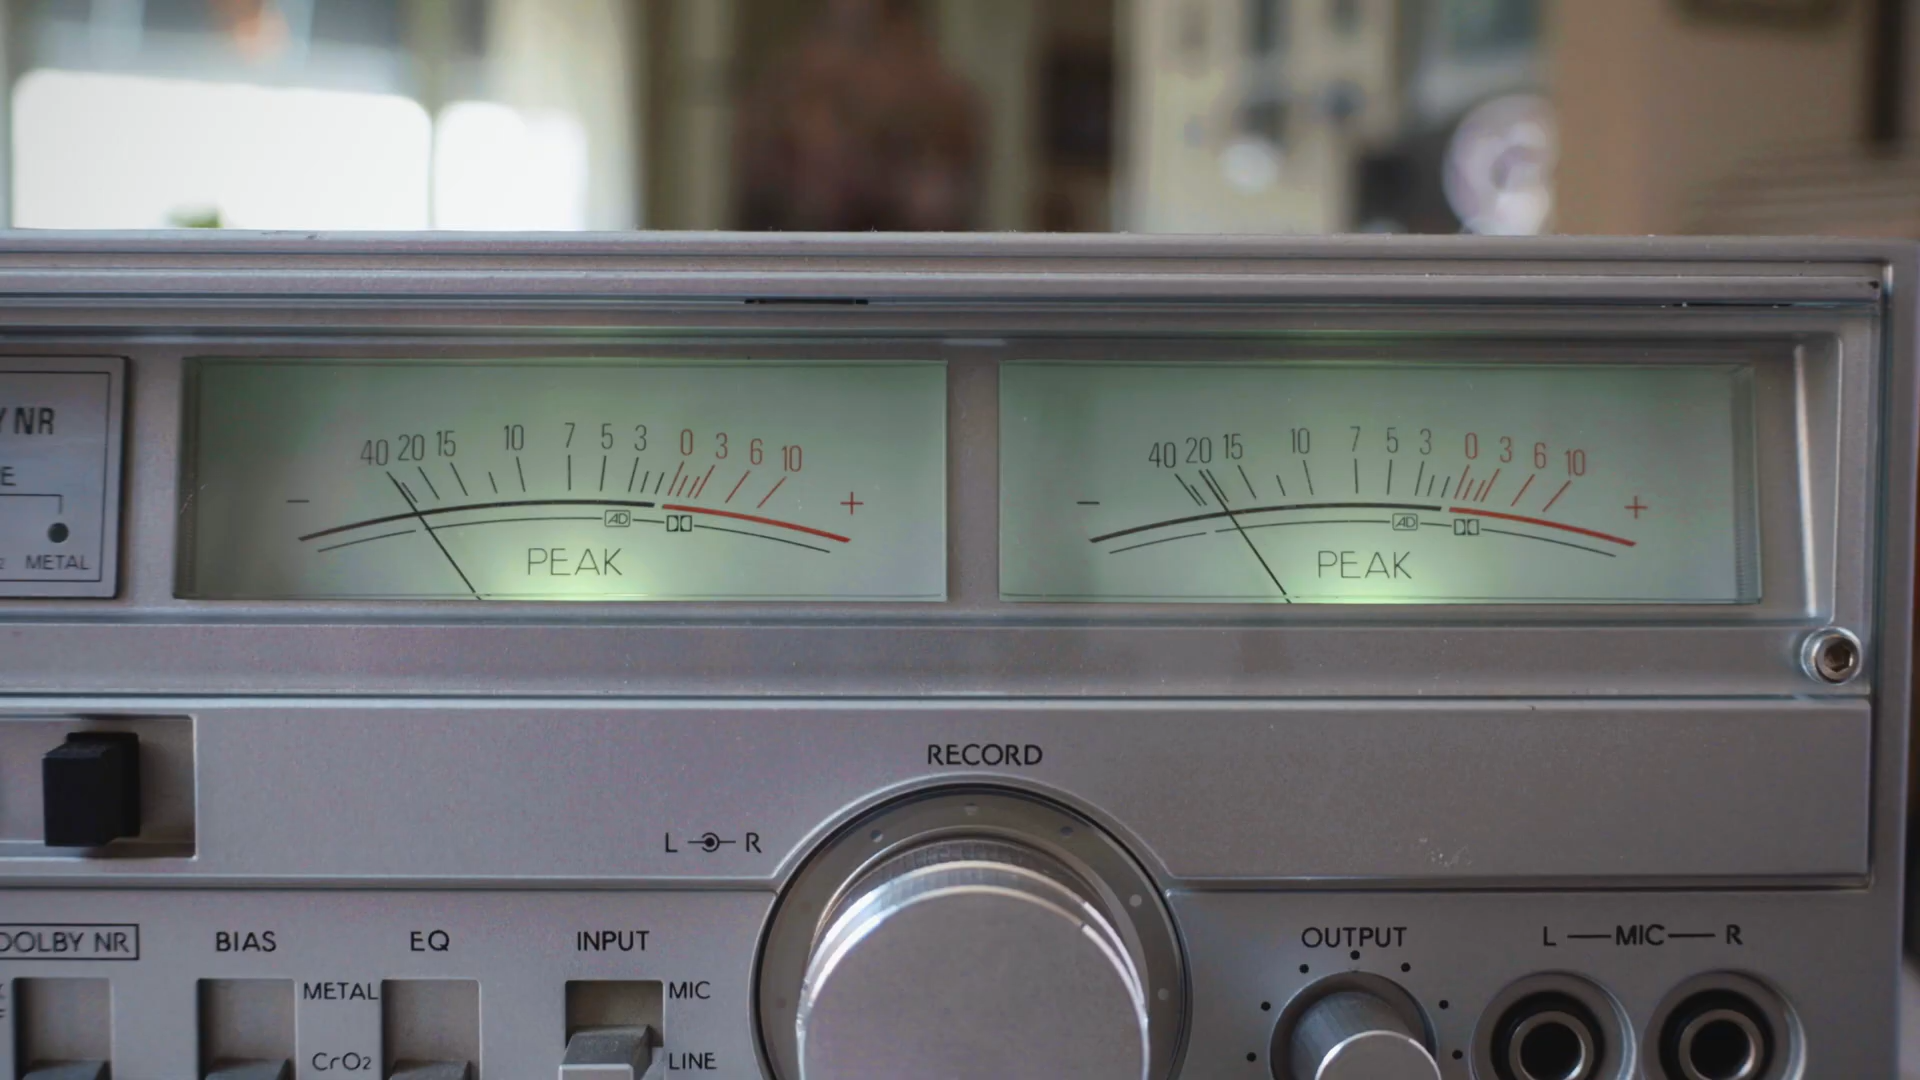 40 20 15 10 7 5 3 0 3 6 10
− +
AD
PEAK
40 20 15 10 7 5 3 0 3 6 10
− +
AD
PEAK
Y NR
E
METAL
RECORD
L R
DOLBY NR
BIAS
EQ
INPUT
OUTPUT
L MIC R
METAL
MIC
CrO2
LINE